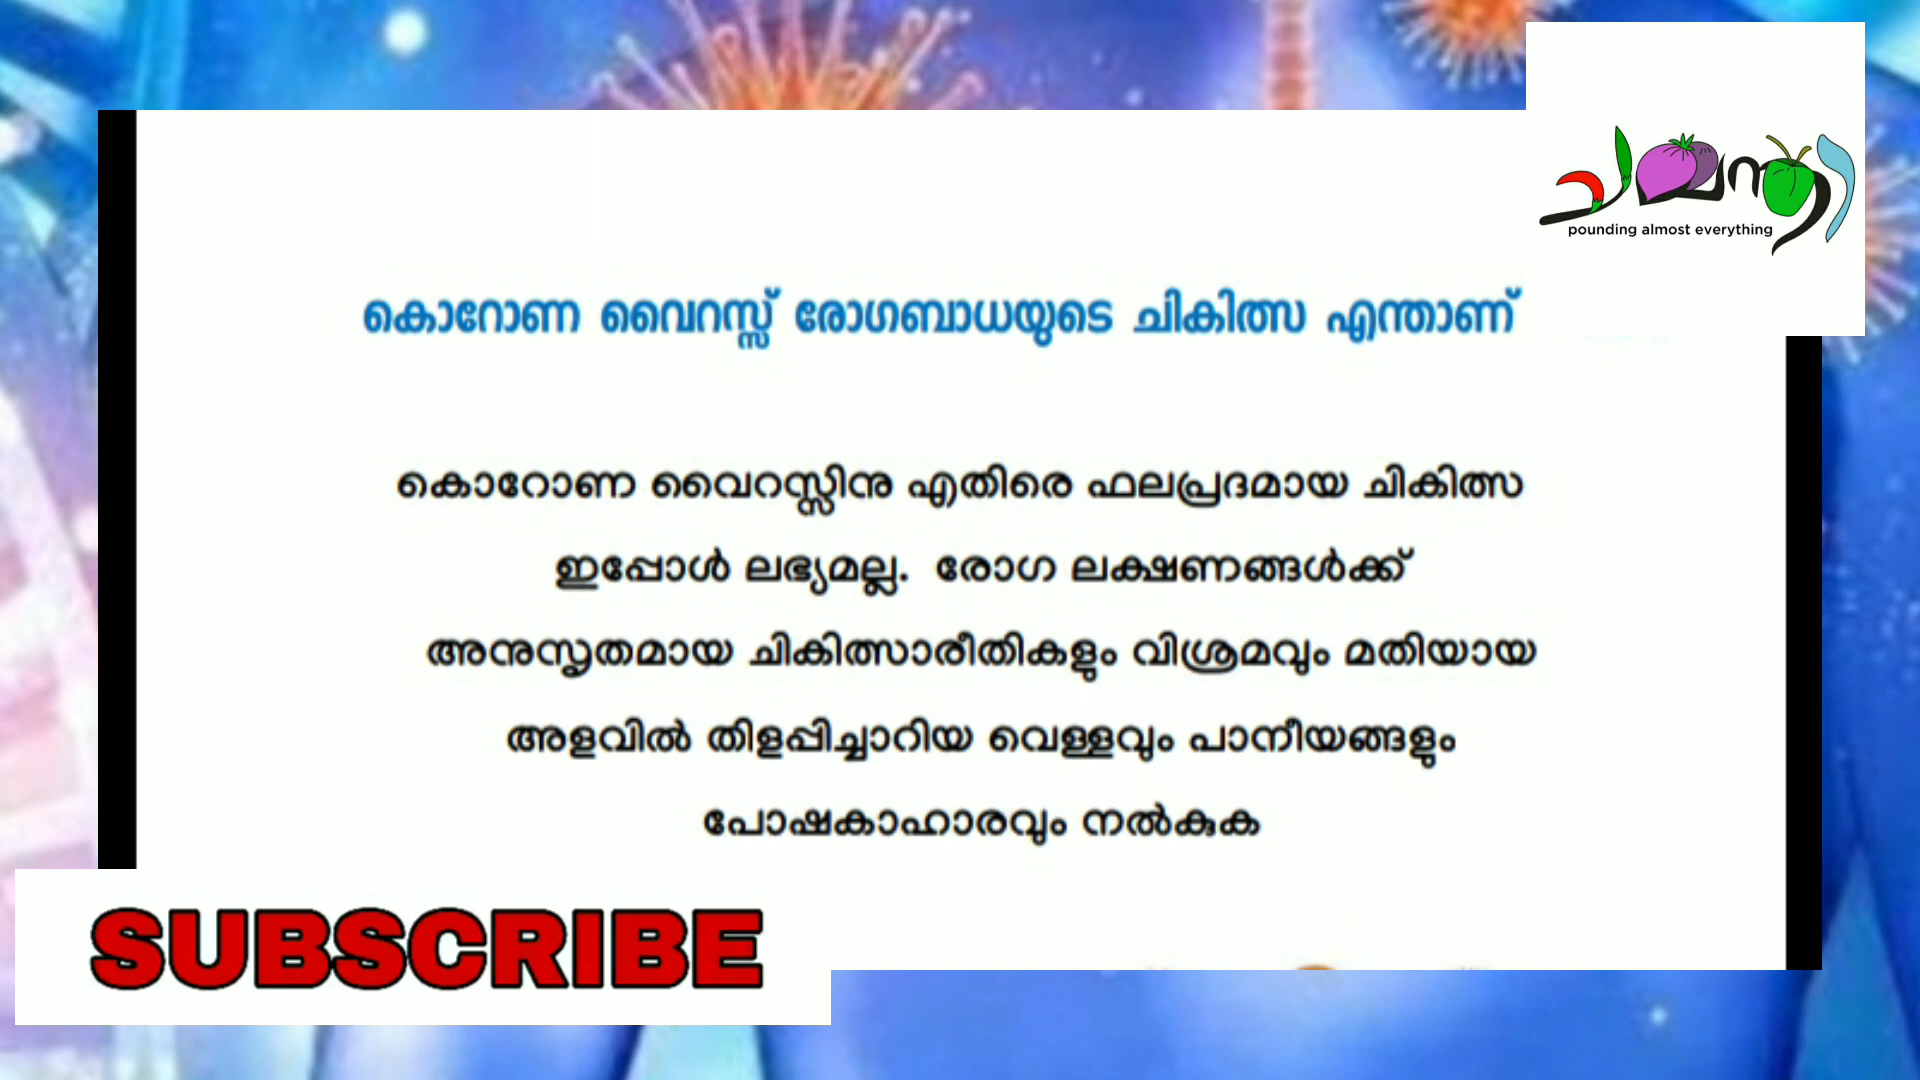 pounding almost everything
കൊറോണ വൈറസ്സ് രോഗബാധയുടെ ചികിത്സ എന്താണ്
കൊറോണ വൈറസ്സിനു എതിരെ ഫലപ്രദമായ ചികിത്സ
ഇപ്പോൾ ലഭ്യമല്ല. രോഗ ലക്ഷണങ്ങൾക്ക്
അനുസൃതമായ ചികിത്സാരീതികളും വിശ്രമവും മതിയായ
അളവിൽ തിളപ്പിച്ചാറിയ വെള്ളവും പാനീയങ്ങളും
പോഷകാഹാരവും നൽകുക
SUBSCRIBE